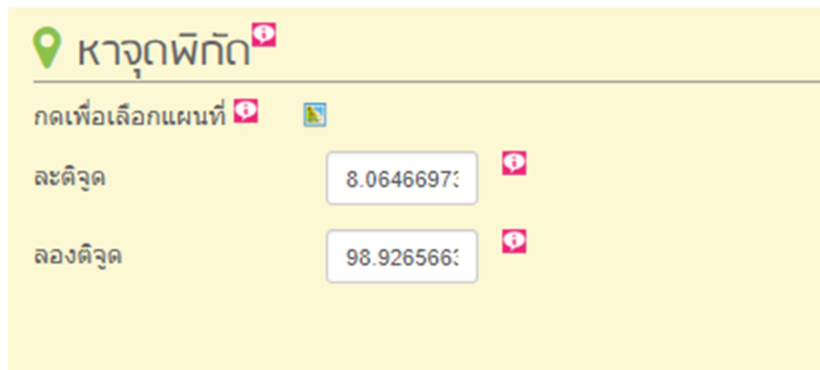 หาจุดพิกัด
กดเพื่อเลือกแผนที่
ละติจูด 8.06466973
ลองติจูด 98.9265663